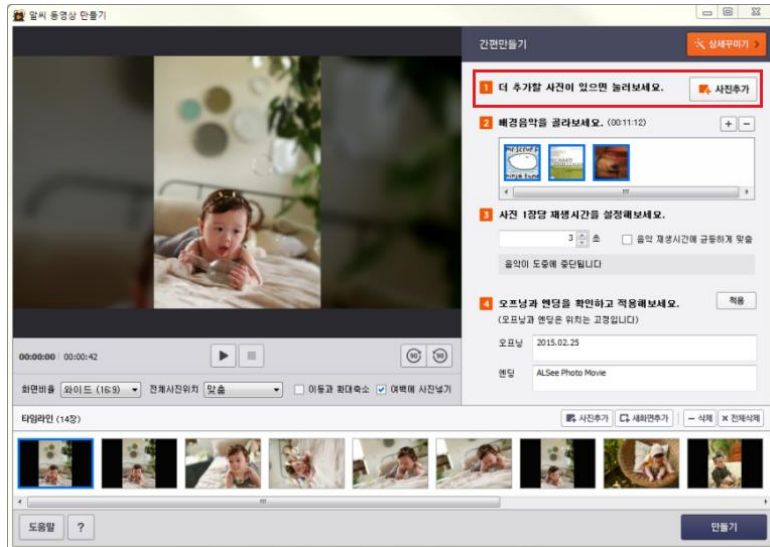 알씨 동영상 만들기
간편만들기
상세꾸미기 >
1 더 추가할 사진이 있으면 눌러보세요.
사진추가
2 배경음악을 골라보세요. (00:11:12)
+ -
3 사진 1장당 재생시간을 설정해보세요.
3 초
음악 재생시간에 균등하게 맞춤
음악이 도중에 중단됩니다
4 오프닝과 엔딩을 확인하고 적용해보세요.
적용
(오프닝과 엔딩은 위치는 고정입니다)
오프닝 2015.02.25
엔딩 ALSee Photo Movie
00:00:00 00:00:42
90 90
화면비율 와이드 (16:9) 전체사진위치 맞춤 이동과 확대축소 여백에 사진넣기
타임라인 (14장)
사진추가 새화면추가 - 삭제 × 전체삭제
도움말 ? 만들기